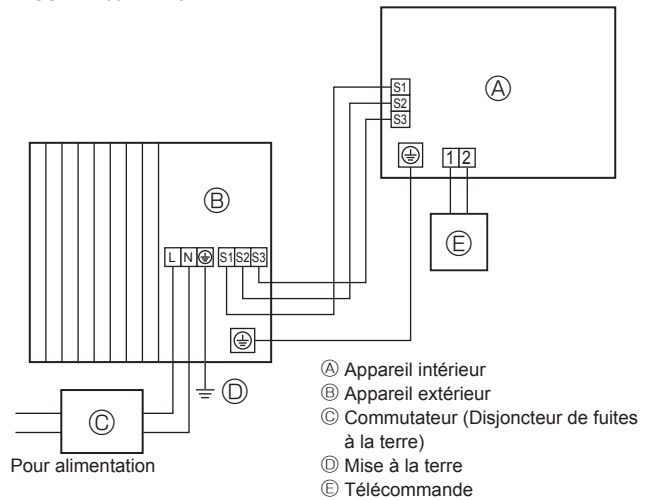 S1
S2
S3
Ⓐ
⏚
1 2
Ⓑ
Ⓔ
L N ⏚ S1 S2 S3
⏚
Ⓓ
Ⓒ
Pour alimentation
Ⓐ Appareil intérieur
Ⓑ Appareil extérieur
Ⓒ Commutateur (Disjoncteur de fuites
à la terre)
Ⓓ Mise à la terre
Ⓔ Télécommande